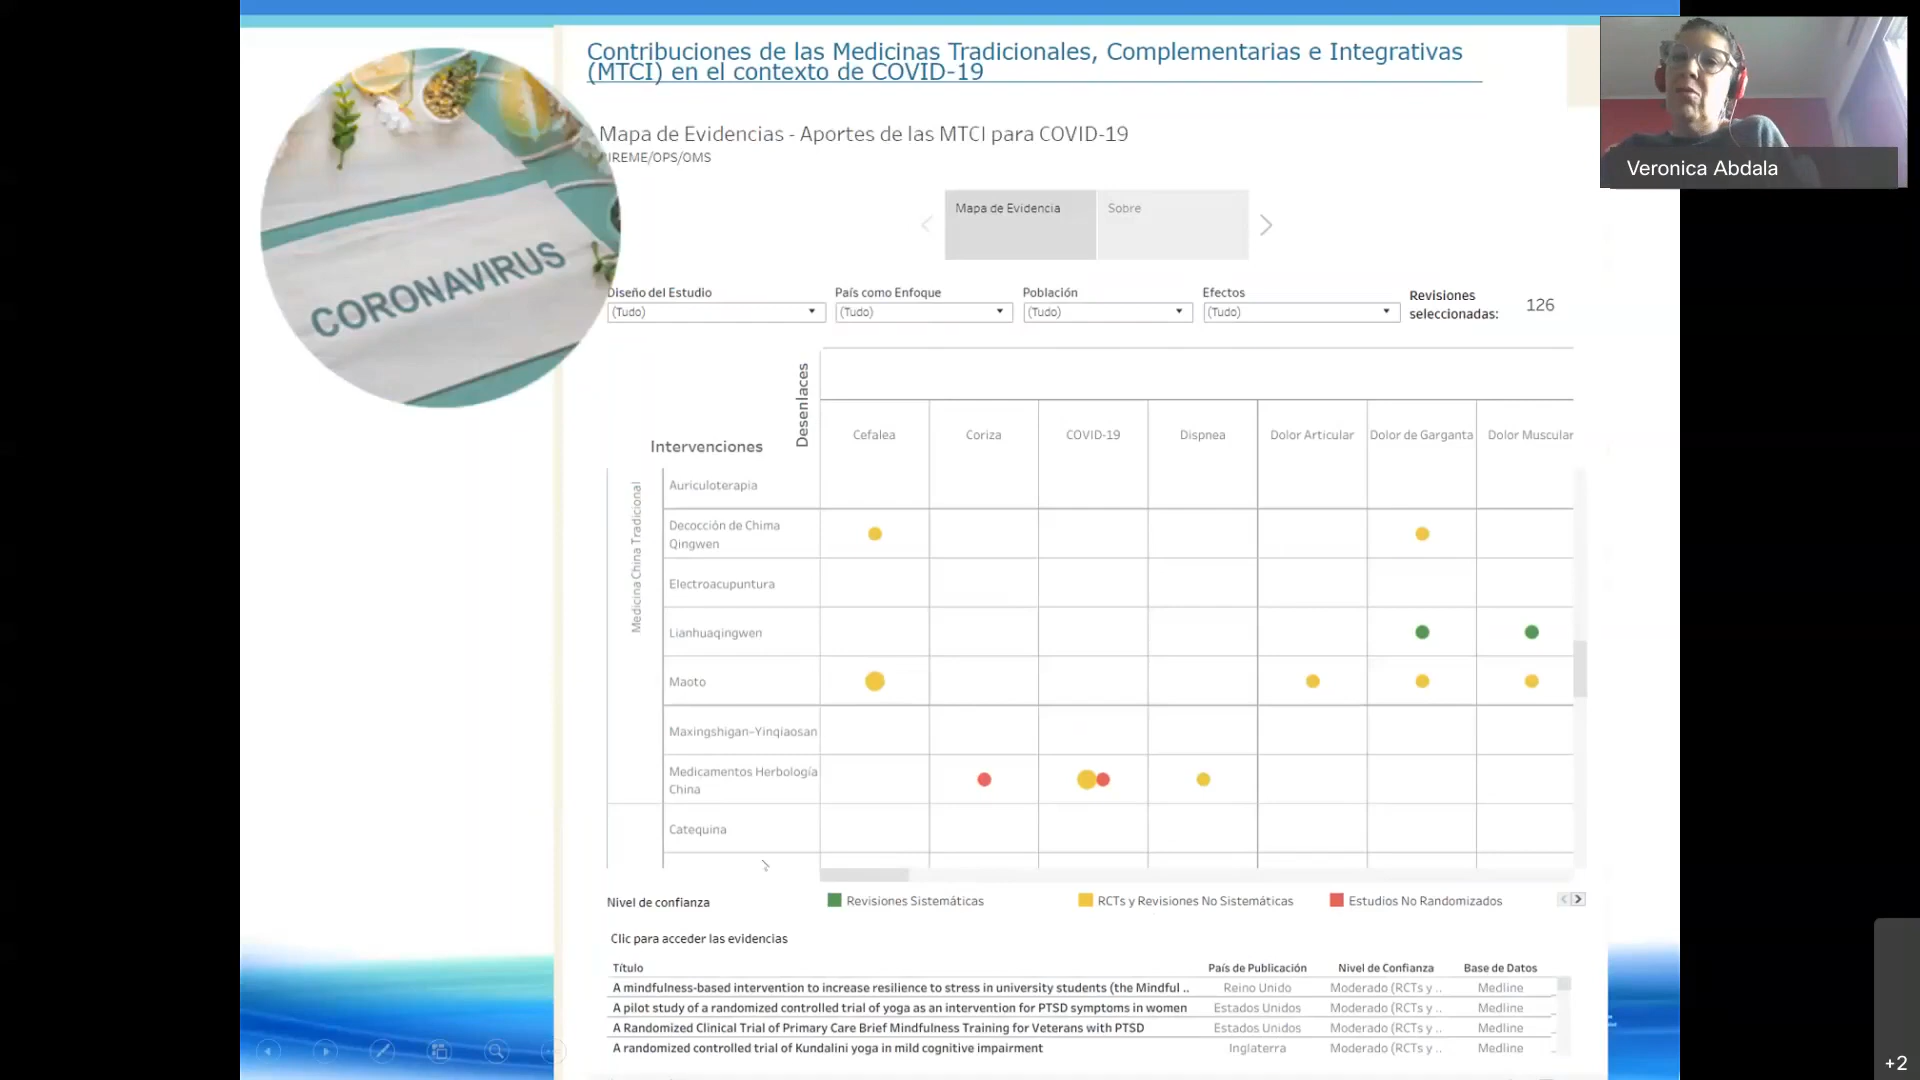 Contribuciones de las Medicinas Tradicionales, Complementarias e Integrativas
(MTCI) en el contexto de COVID-19
Veronica Abdala
CORONAVIRUS
Mapa de Evidencias - Aportes de las MTCI para COVID-19
IREME/OPS/OMS
Mapa de Evidencia
Sobre
Diseño del Estudio
País como Enfoque
Población
Efectos
Revisiones
seleccionadas:
126
(Tudo)
(Tudo)
(Tudo)
(Tudo)
Desenlaces
Intervenciones
Cefalea
Coriza
COVID-19
Dispnea
Dolor Articular
Dolor de Garganta
Dolor Muscular
Medicina China Tradicional
Auriculoterapia
Decocción de Chima
Qingwen
Electroacupuntura
Lianhuaqingwen
Maoto
Maxingshigan–Yinqiaosan
Medicamentos Herbología
China
Catequina
Nivel de confianza
Revisiones Sistemáticas
RCTs y Revisiones No Sistemáticas
Estudios No Randomizados
Clic para acceder las evidencias
Título País de Publicación Nivel de Confianza Base de Datos
A mindfulness-based intervention to increase resilience to stress in university students (the Mindful .. Reino Unido Moderado (RCTs y .. Medline
A pilot study of a randomized controlled trial of yoga as an intervention for PTSD symptoms in women Estados Unidos Moderado (RCTs y .. Medline
A Randomized Clinical Trial of Primary Care Brief Mindfulness Training for Veterans with PTSD Estados Unidos Moderado (RCTs y .. Medline
A randomized controlled trial of Kundalini yoga in mild cognitive impairment Inglaterra Moderado (RCTs y .. Medline
+2